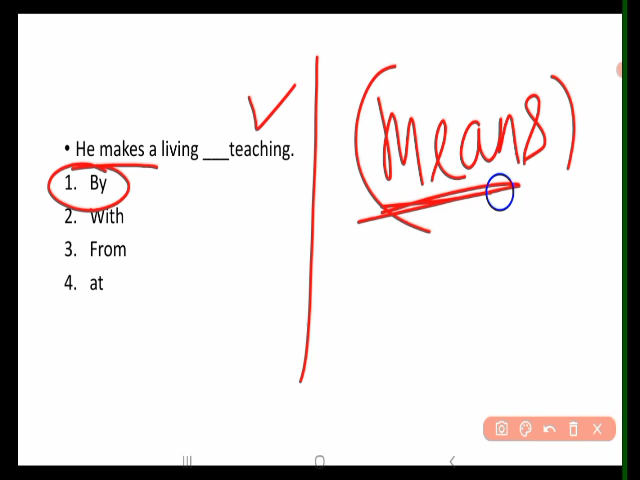 • He makes a living ___teaching.
1. By
2. With
3. From
4. at
(Means)